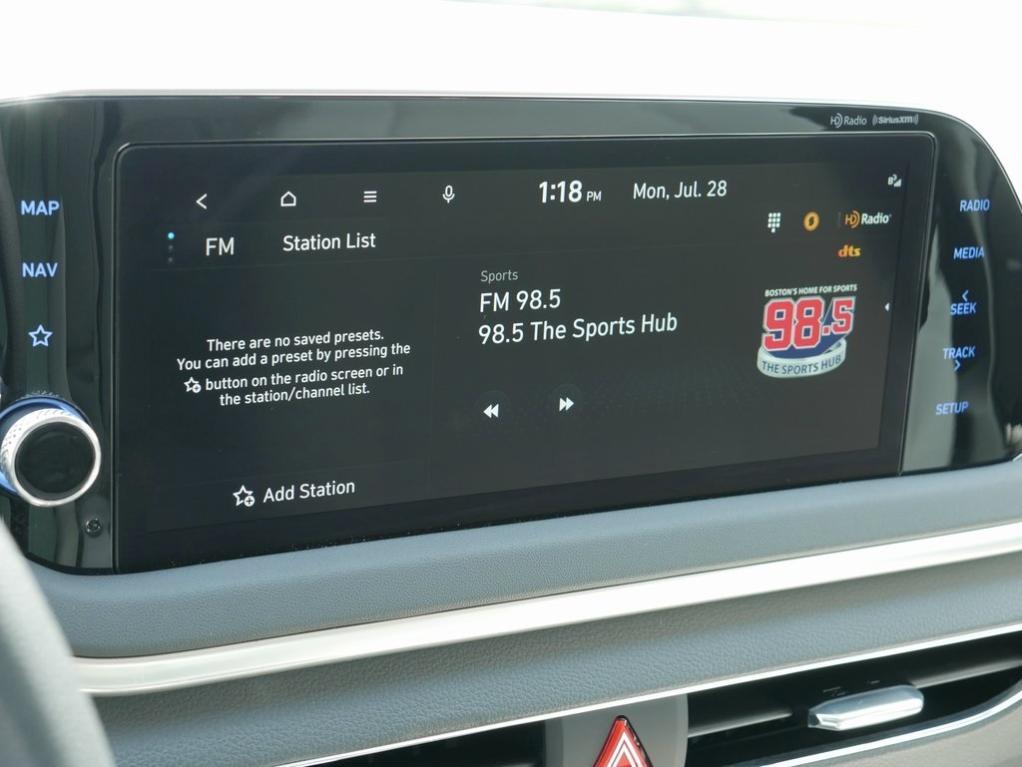 HD Radio ((SiriusXM))
MAP
NAV
1:18 PM
Mon, Jul. 28
FM
Station List
HD Radio
dts
There are no saved presets.
You can add a preset by pressing the
button on the radio screen or in
the station/channel list.
Add Station
Sports
FM 98.5
98.5 The Sports Hub
BOSTON'S HOME FOR SPORTS
98.5
THE SPORTS HUB
RADIO
MEDIA
<
SEEK
TRACK
>
SETUP